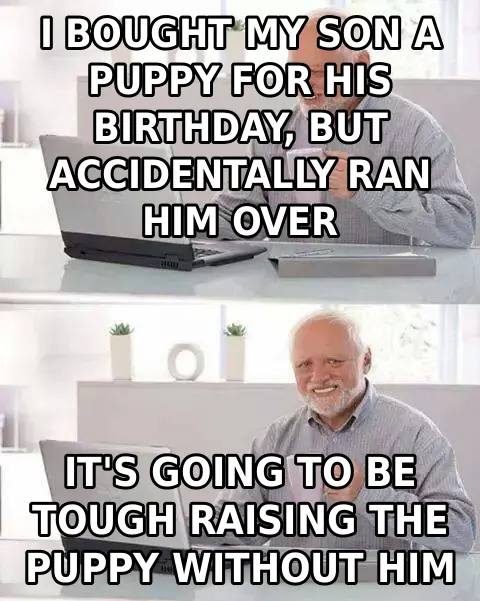 I BOUGHT MY SON A
PUPPY FOR HIS
BIRTHDAY, BUT
ACCIDENTALLY RAN
HIM OVER
IT'S GOING TO BE
TOUGH RAISING THE
PUPPY WITHOUT HIM